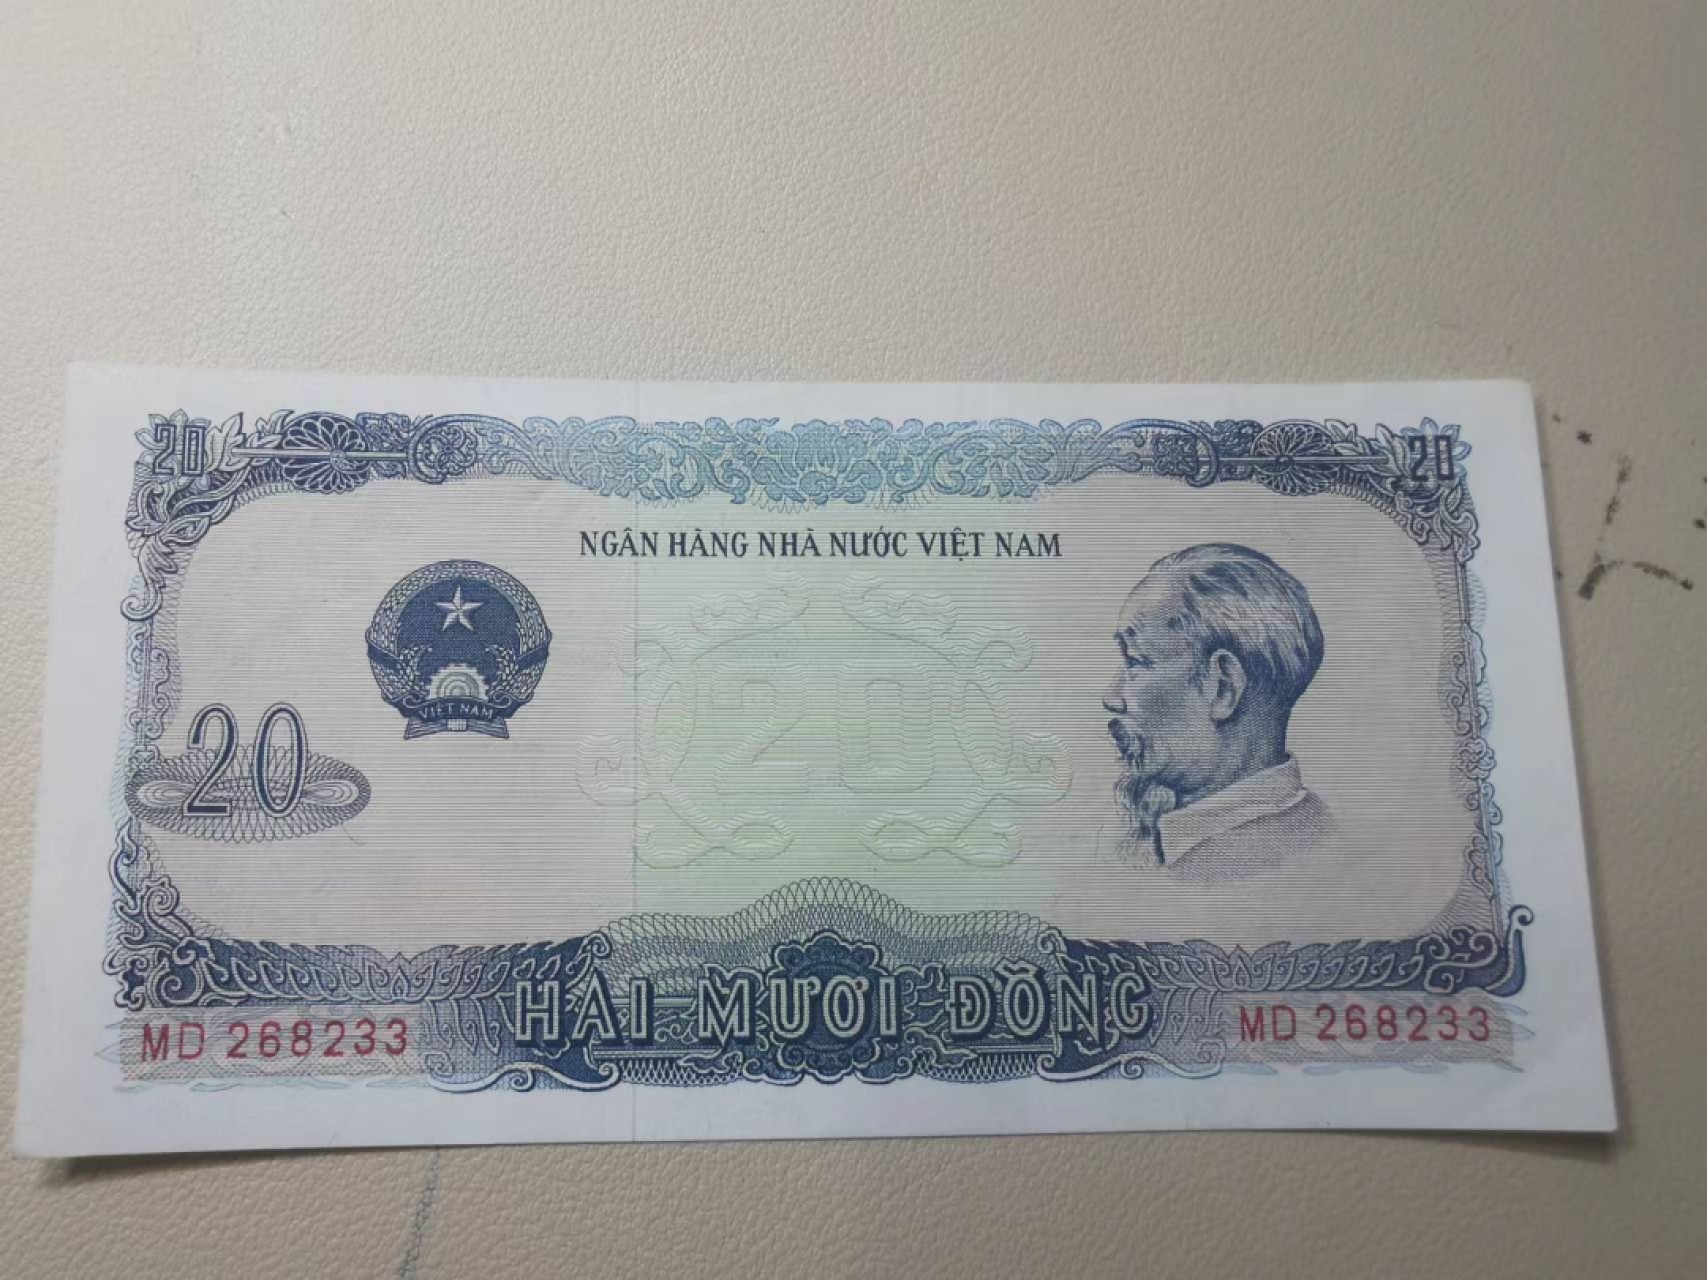 20 20
NGÂN HÀNG NHÀ NƯỚC VIỆT NAM
VIỆT NAM
20
20
HAI MƯƠI ĐỒNG
MD 268233 MD 268233